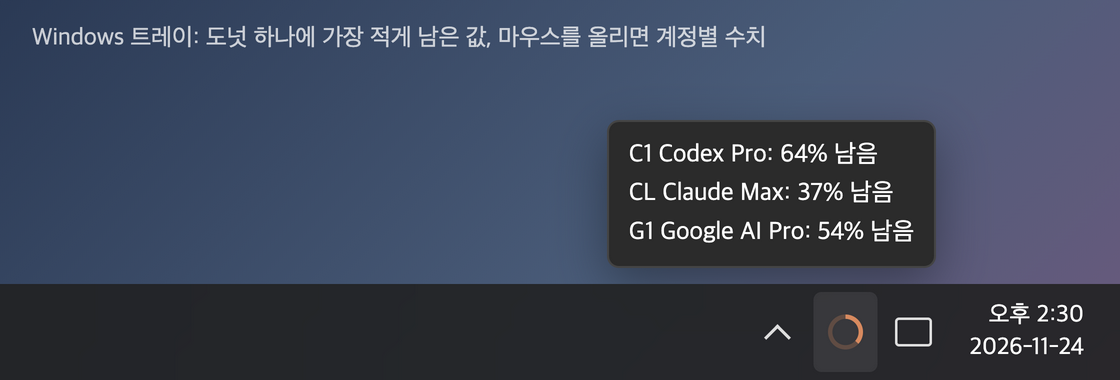 Windows 트레이: 도넛 하나에 가장 적게 남은 값, 마우스를 올리면 계정별 수치
C1 Codex Pro: 64% 남음
CL Claude Max: 37% 남음
G1 Google AI Pro: 54% 남음
오후 2:30
2026-11-24